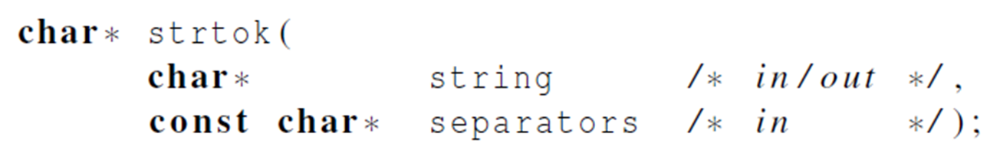 char* strtok(
char* string /* in/out */,
const char* separators /* in */);